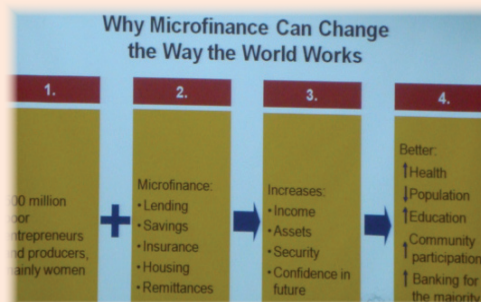 Why Microfinance Can Change
the Way the World Works
1.
00 million
oor
ntrepreneurs
nd producers,
ainly women
2.
Microfinance:
•Lending
•Savings
•Insurance
•Housing
•Remittances
3.
Increases:
•Income
•Assets
•Security
•Confidence in
future
4.
Better:
↑Health
↓Population
↑Education
↑Community
participation
↑Banking for
the majority